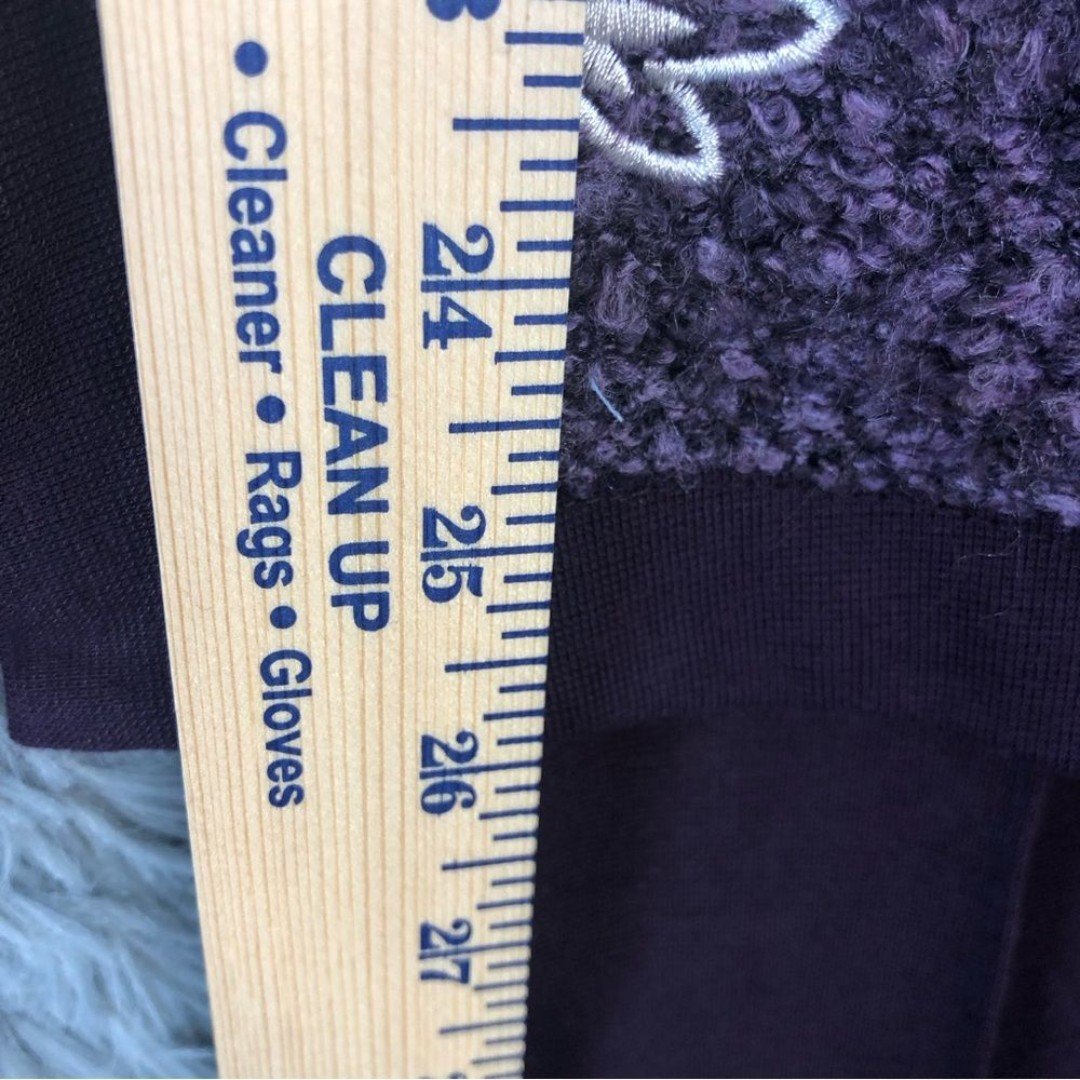 • Cleaner • Rags • Gloves
CLEAN UP
24
25
26
27